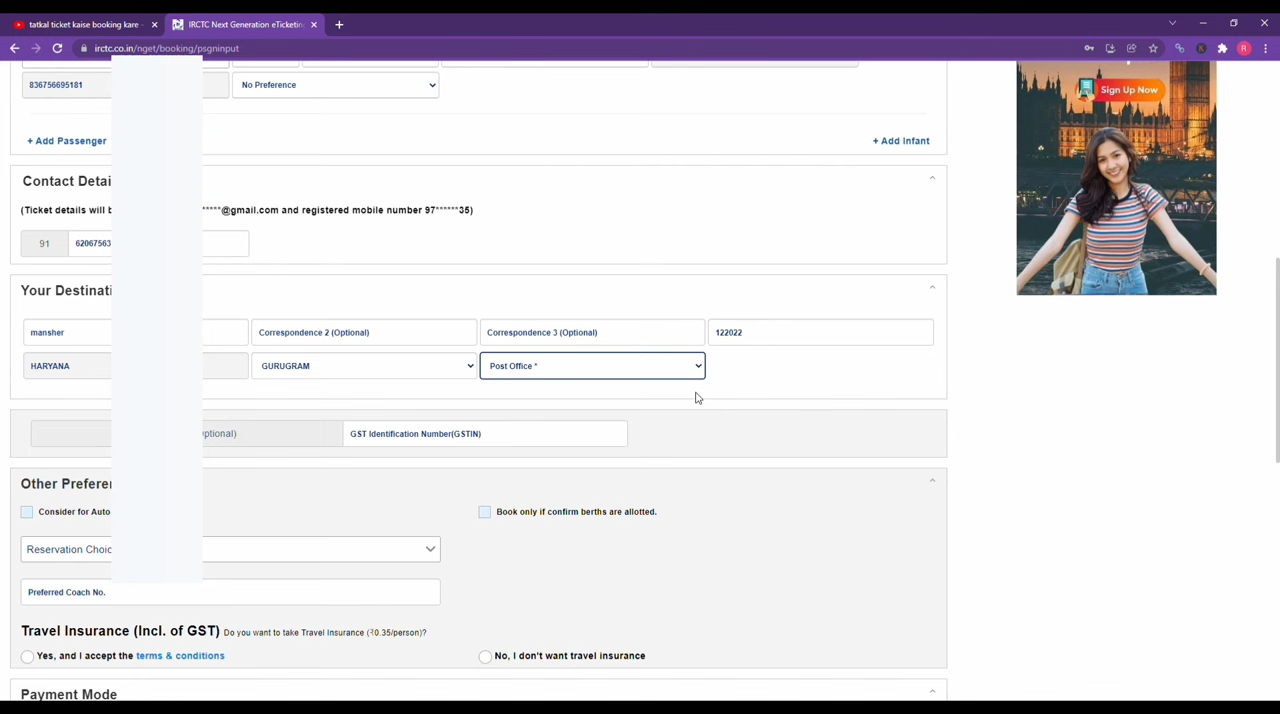 tatkal ticket kaise booking kare -
IRCTC Next Generation eTicketing
irctc.co.in/nget/booking/psgninput
R
836756695181
No Preference
+ Add Passenger
+ Add Infant
Sign Up Now
Contact Detai
(Ticket details will b
*****@gmail.com and registered mobile number 97******35)
91
62067563
Your Destinati
mansher
Correspondence 2 (Optional)
Correspondence 3 (Optional)
122022
HARYANA
GURUGRAM
Post Office *
ptional)
GST Identification Number(GSTIN)
Other Preferen
Consider for Auto
Book only if confirm berths are allotted.
Reservation Choic
Preferred Coach No.
Travel Insurance (Incl. of GST) Do you want to take Travel Insurance (₹0.35/person)?
Yes, and I accept the terms & conditions
No, I don't want travel insurance
Payment Mode